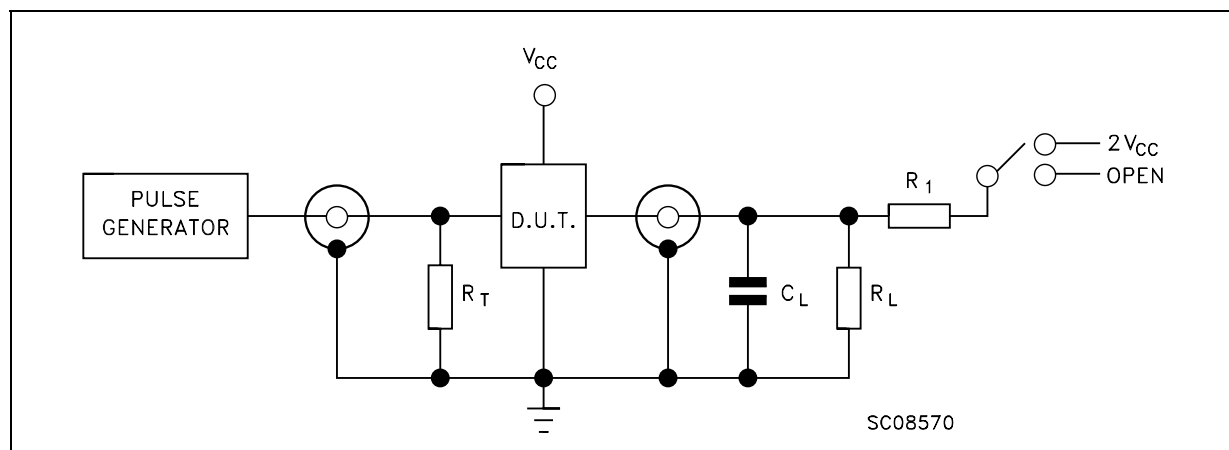 VCC
2VCC
OPEN
R1
PULSE
GENERATOR
D.U.T.
RT
CL
RL
SC08570